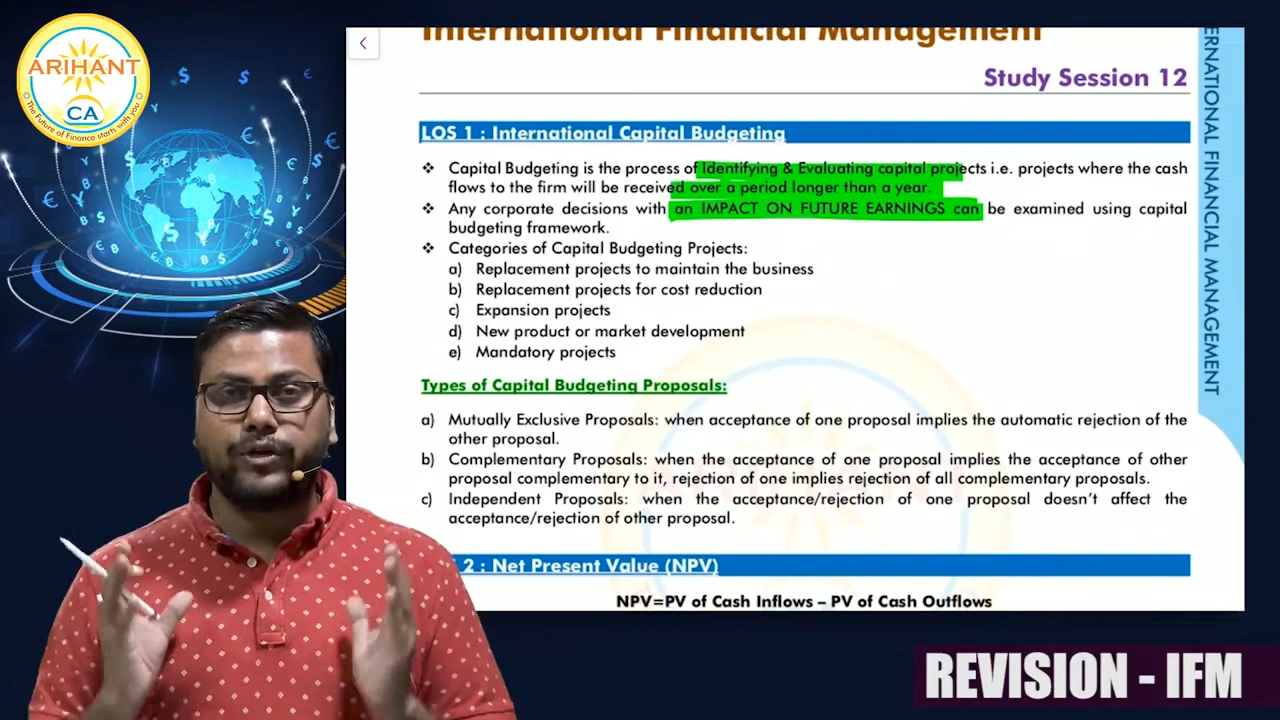 ARIHANT
CA
The Future of Finance starts with you
International Financial Management
Study Session 12
LOS 1 : International Capital Budgeting
❖ Capital Budgeting is the process of Identifying & Evaluating capital projects i.e. projects where the cash
flows to the firm will be received over a period longer than a year.
❖ Any corporate decisions with an IMPACT ON FUTURE EARNINGS can be examined using capital
budgeting framework.
❖ Categories of Capital Budgeting Projects:
a) Replacement projects to maintain the business
b) Replacement projects for cost reduction
c) Expansion projects
d) New product or market development
e) Mandatory projects
Types of Capital Budgeting Proposals:
a) Mutually Exclusive Proposals: when acceptance of one proposal implies the automatic rejection of the
other proposal.
b) Complementary Proposals: when the acceptance of one proposal implies the acceptance of other
proposal complementary to it, rejection of one implies rejection of all complementary proposals.
c) Independent Proposals: when the acceptance/rejection of one proposal doesn't affect the
acceptance/rejection of other proposal.
2 : Net Present Value (NPV)
NPV=PV of Cash Inflows – PV of Cash Outflows
ERNATIONAL FINANCIAL MANAGEMENT
REVISION - IFM